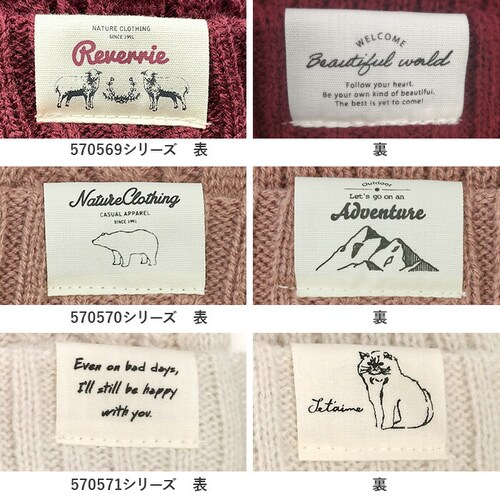 NATURE CLOTHING
SINCE 1991
Reverrie
WELCOME
Beautiful world
Follow your heart.
Be your own kind of beautiful.
The best is yet to come!
570569シリーズ 表
裏
NatureClothing
CASUAL APPAREL
SINCE 1991
Outdoor
Let's go on an
Adventure
570570シリーズ 表
裏
Even on bad days,
I'll still be happy
with you.
Je t'aime
570571シリーズ 表
裏